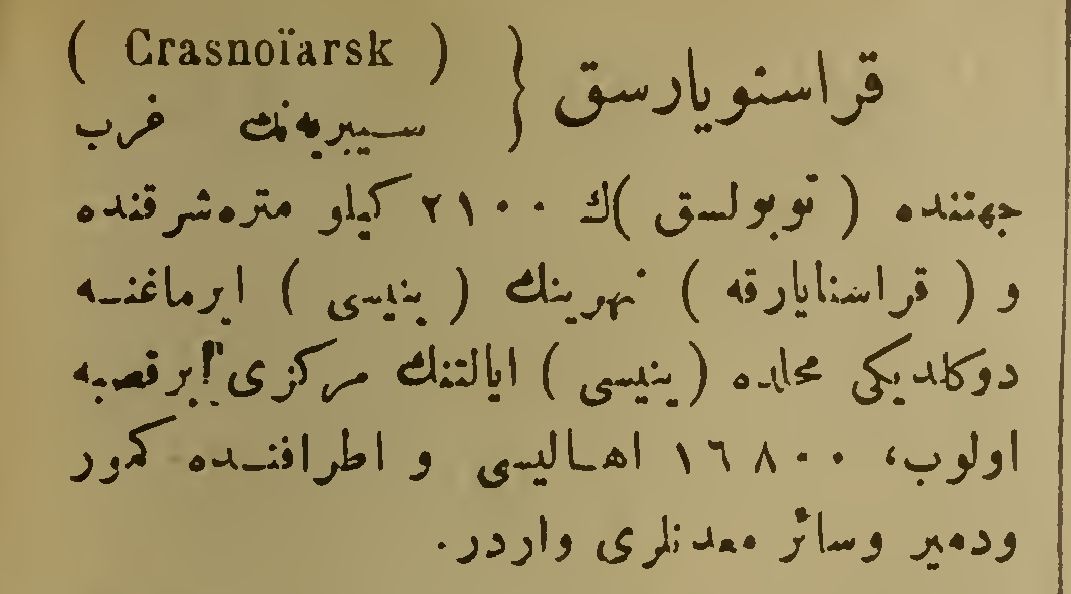 قراسنويارسق { ( Crasnoïarsk )
سيبريه‌نك غرب
جهتنده ( توبولسق )ك ٢١٠٠ كيلو متره شرقنده
و ( قراسنايارقه ) نهرينك ( ينيسى ) ايرماغنه
دوكلديكى محلده ( ينيسى ) ايالتنك مركزى بر قصبه
اولوب، ١٦٨٠٠ اهاليسى و اطرافنده كمور
ودمير وسائر معدنلرى واردر.